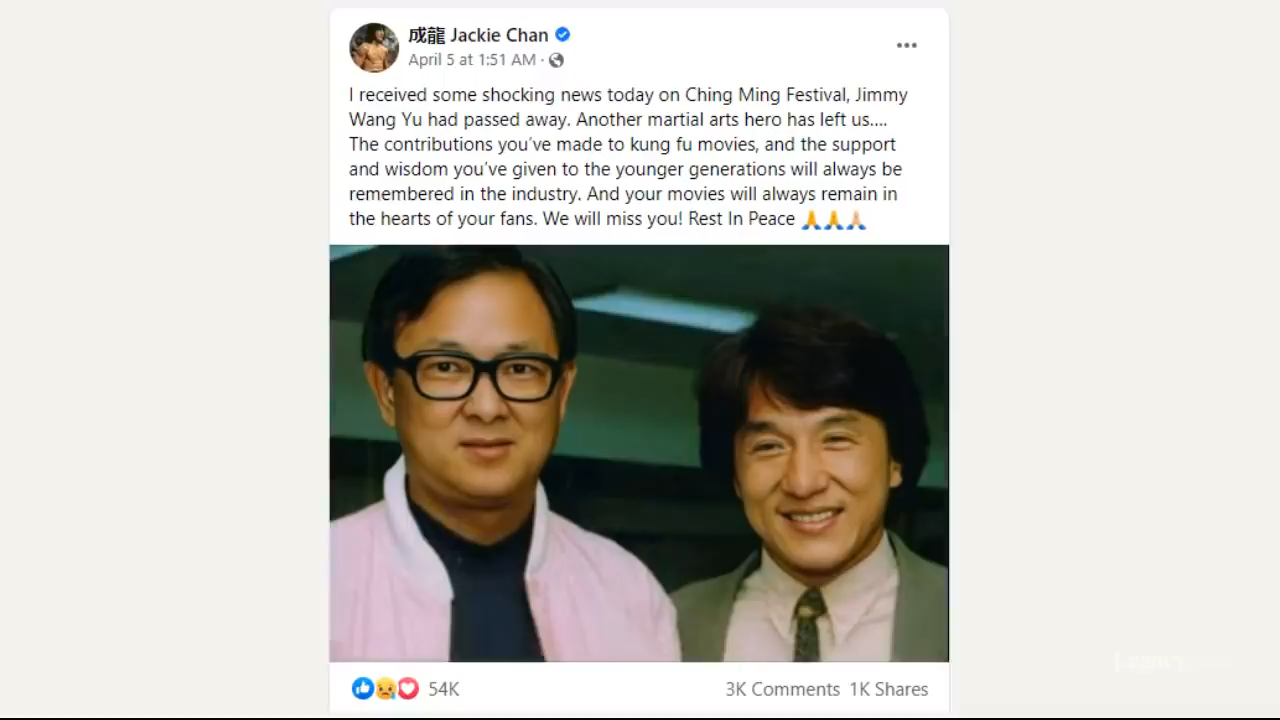 成龍 Jackie Chan
April 5 at 1:51 AM ·
I received some shocking news today on Ching Ming Festival, Jimmy
Wang Yu had passed away. Another martial arts hero has left us....
The contributions you've made to kung fu movies, and the support
and wisdom you've given to the younger generations will always be
remembered in the industry. And your movies will always remain in
the hearts of your fans. We will miss you! Rest In Peace 🙏🙏🙏🏻
54K
3K Comments 1K Shares
Legacy